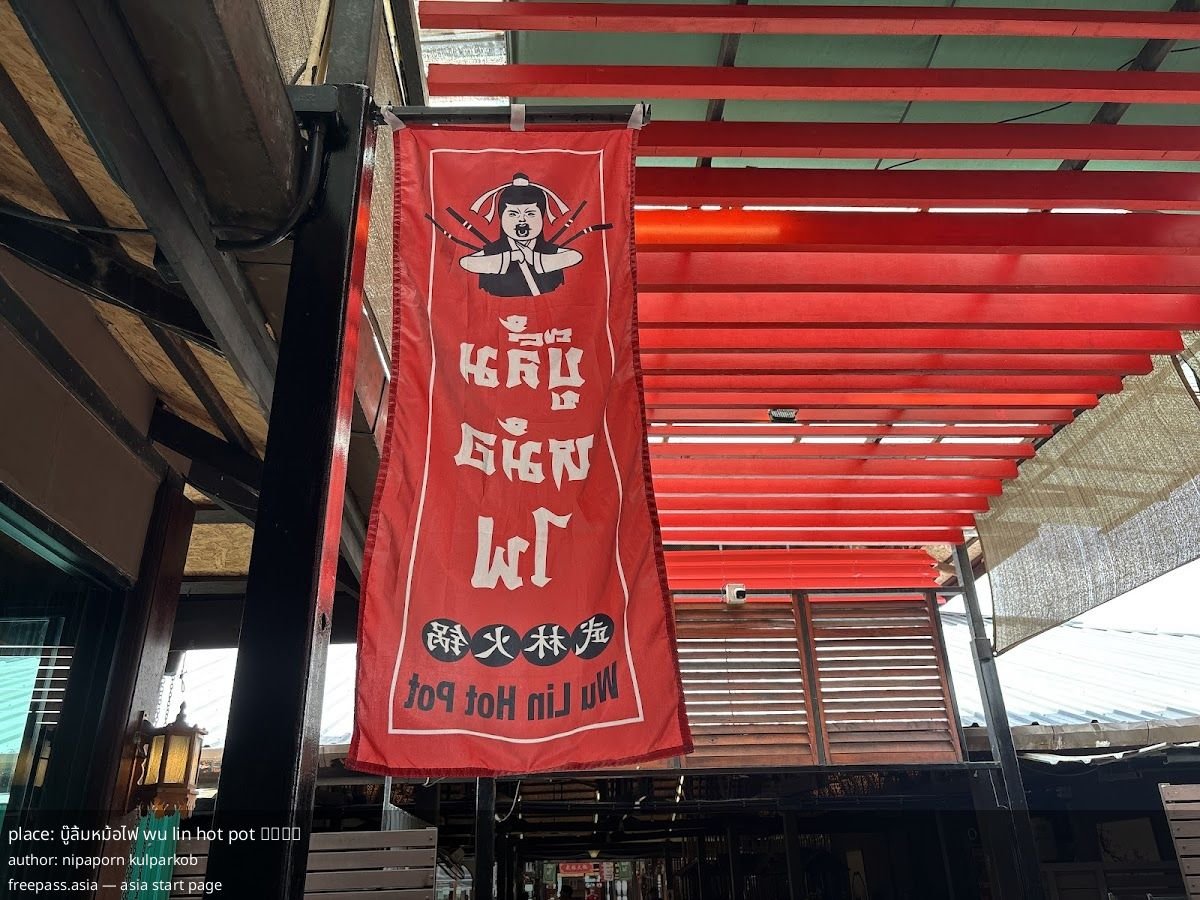 บู๊ลิ้ม
หม้อ
ไฟ
武林火锅
Wu Lin Hot Pot
place: บู๊ลิ้มหม้อไฟ wu lin hot pot
author: nipaporn kulparkob
freepass.asia — asia start page